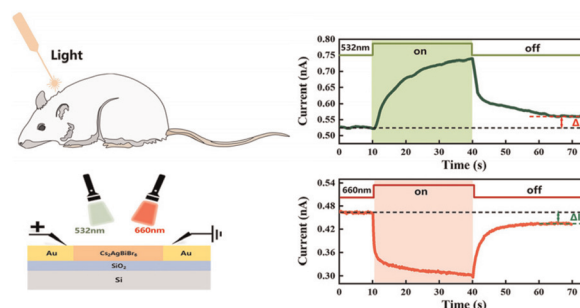 Light
532nm
660nm
Au
Cs₂AgBiBr₆
Au
SiO₂
Si
Current (nA)
0.80
0.75
0.70
0.65
0.60
0.55
0.50
532nm
on
off
Δ
0
10
20
30
40
50
60
70
Time (s)
Current (nA)
0.54
0.48
0.42
0.36
0.30
660nm
on
off
ΔI
0
10
20
30
40
50
60
70
Time (s)